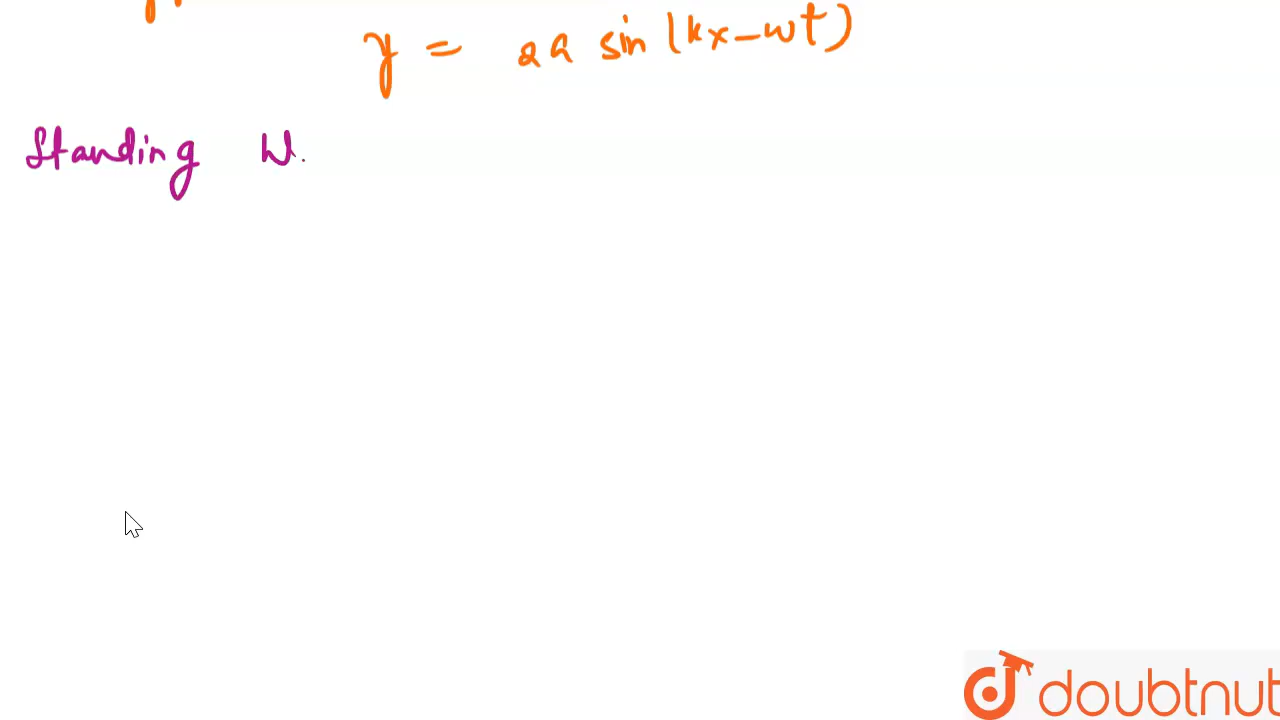 y = 2a sin(kx-ωt)
Standing W
doubtnut